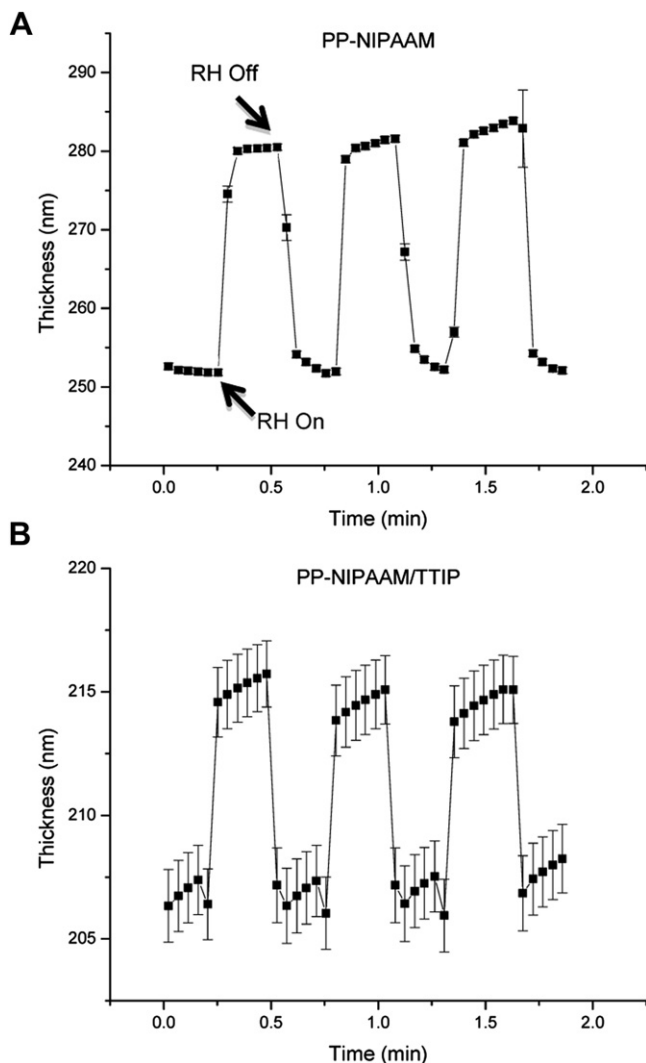 A
PP-NIPAAM
290
RH Off
280
270
Thickness (nm)
260
250
RH On
240
0.0 0.5 1.0 1.5 2.0
Time (min)
B
220
PP-NIPAAM/TTIP
215
Thickness (nm)
210
205
0.0 0.5 1.0 1.5 2.0
Time (min)